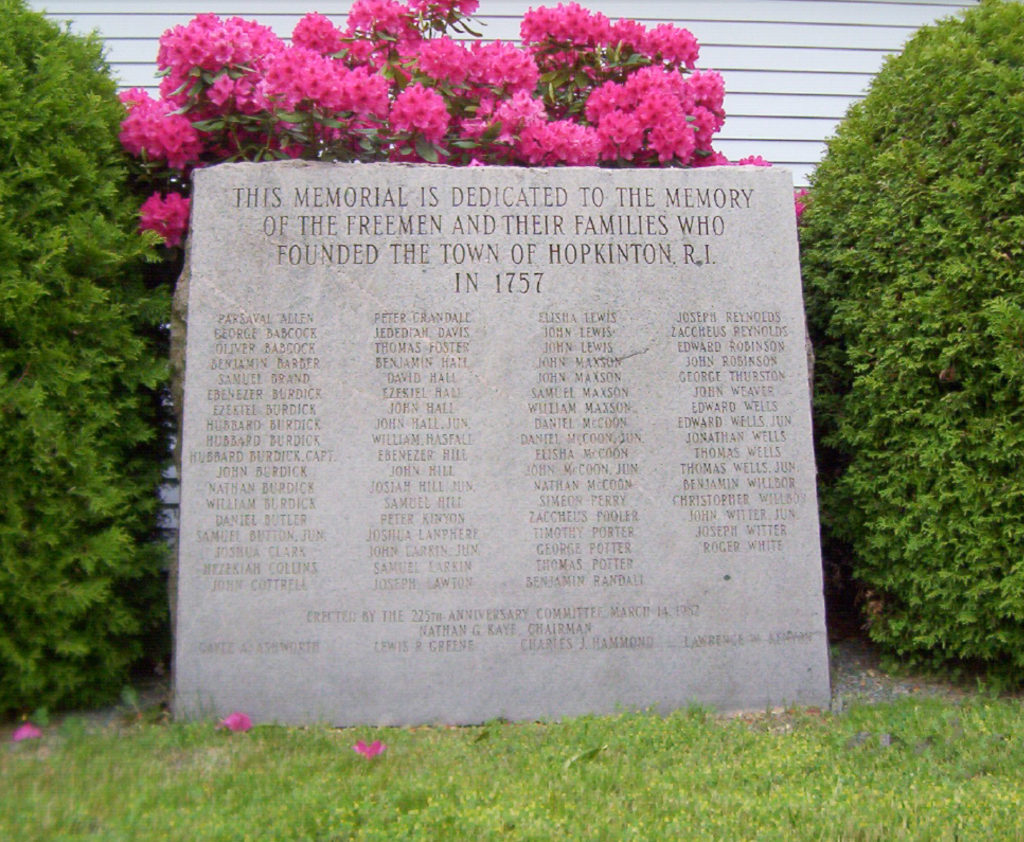 THIS MEMORIAL IS DEDICATED TO THE MEMORY
OF THE FREEMEN AND THEIR FAMILIES WHO
FOUNDED THE TOWN OF HOPKINTON, R.I.
IN 1757
PARSAVAL ALLEN
GEORGE BABCOCK
OLIVER BABCOCK
BENJAMIN BARBER
SAMUEL BRAND
EBENEZER BURDICK
EZEKIEL BURDICK
HUBBARD BURDICK
HUBBARD BURDICK
HUBBARD BURDICK, CAPT.
JOHN BURDICK
NATHAN BURDICK
WILLIAM BURDICK
DANIEL BUTLER
SAMUEL BUTTON, JUN.
JOSHUA CLARK
HEZEKIAH COLLINS
JOHN COTTRELL
PETER CRANDALL
JEDEDIAH DAVIS
THOMAS FOSTER
BENJAMIN HALL
DAVID HALL
EZEKIEL HALL
JOHN HALL
JOHN HALL, JUN.
WILLIAM HASFALL
EBENEZER HILL
JOHN HILL
JOSIAH HILL, JUN.
SAMUEL HILL
PETER KINYON
JOSHUA LANPHERE
JOHN LARKIN, JUN.
SAMUEL LARKIN
JOSEPH LAWTON
ELISHA LEWIS
JOHN LEWIS
JOHN LEWIS
JOHN MAXSON
JOHN MAXSON
SAMUEL MAXSON
WILLIAM MAXSON
DANIEL McCOON
DANIEL McCOON, JUN.
ELISHA McCOON
JOHN McCOON, JUN.
NATHAN McCOON
SIMEON PERRY
ZACCHEUS POOLER
TIMOTHY PORTER
GEORGE POTTER
THOMAS POTTER
BENJAMIN RANDALL
JOSEPH REYNOLDS
ZACCHEUS REYNOLDS
EDWARD ROBINSON
JOHN ROBINSON
GEORGE THURSTON
JOHN WEAVER
EDWARD WELLS
EDWARD WELLS, JUN.
JONATHAN WELLS
THOMAS WELLS
THOMAS WELLS, JUN.
BENJAMIN WILLBOR
CHRISTOPHER WILLBOR
JOHN WITTER, JUN.
JOSEPH WITTER
ROGER WHITE
ERECTED BY THE 225TH ANNIVERSARY COMMITTEE, MARCH 14, 1982
NATHAN G. KAYE, CHAIRMAN
A. ASHWORTH LEWIS R. GREENE CHARLES J. HAMMOND LAWRENCE W. KENYON